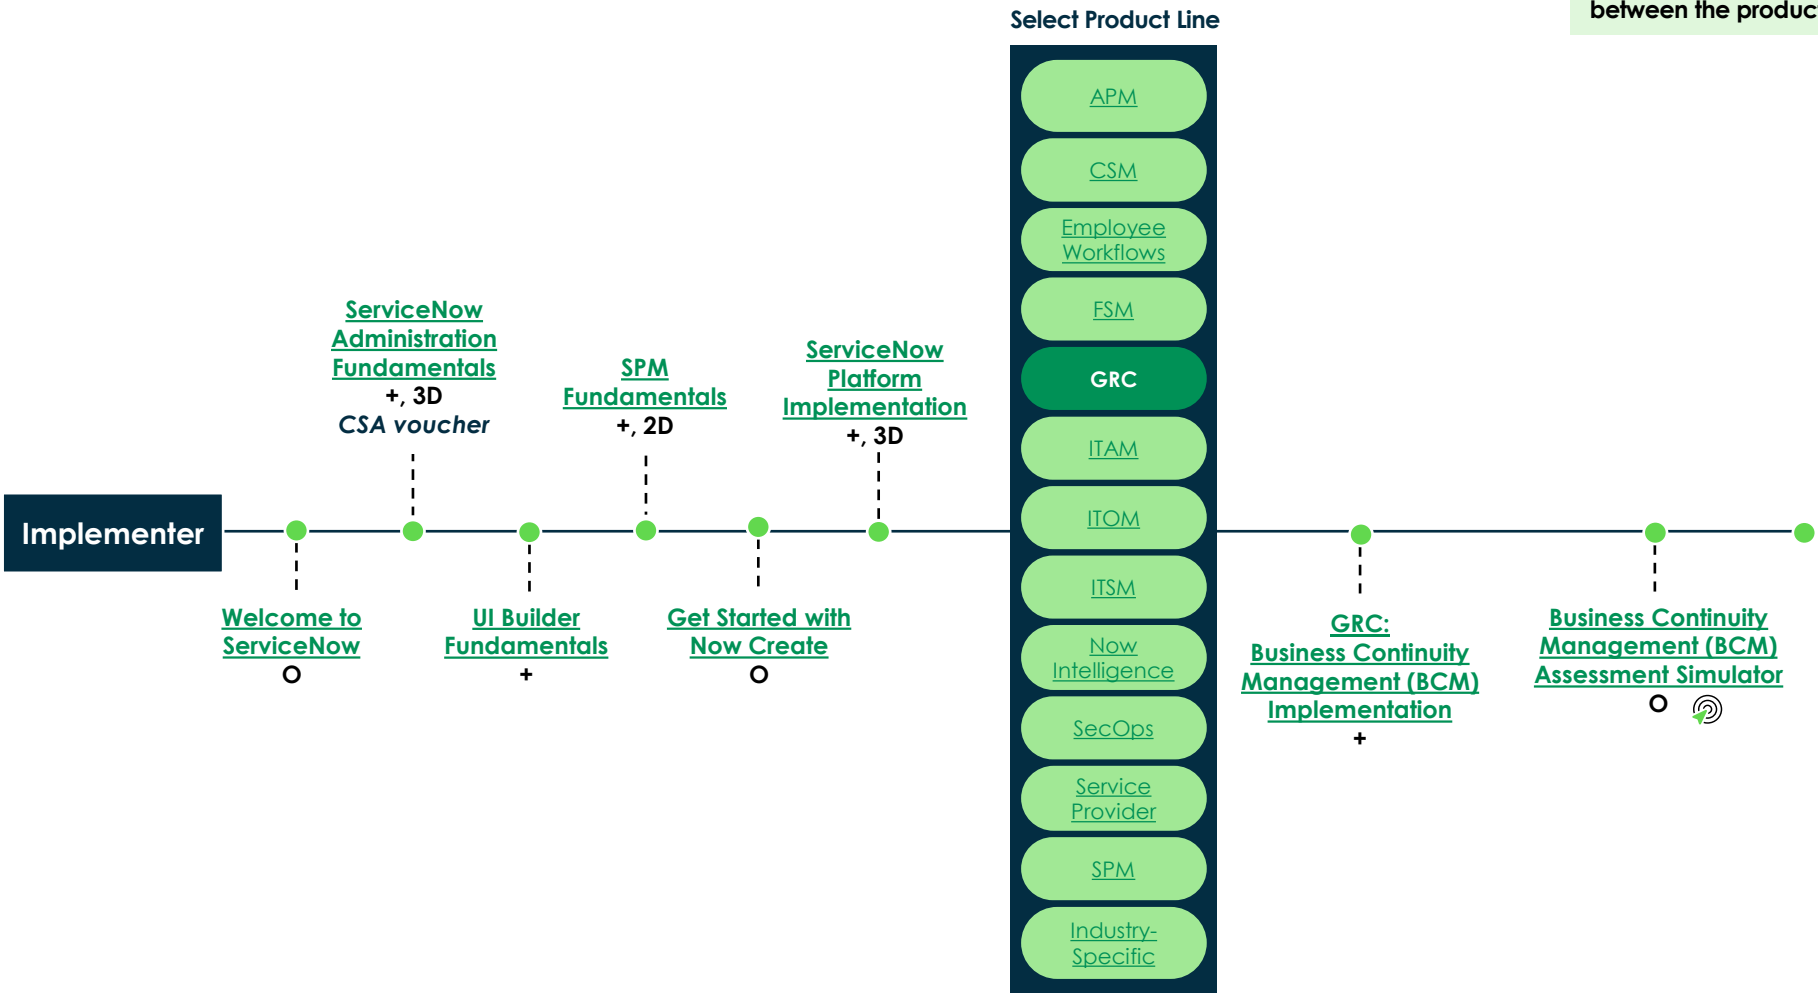 between the product
Select Product Line
APM
CSM
Employee
Workflows
FSM
GRC
ITAM
ITOM
ITSM
Now
Intelligence
SecOps
Service
Provider
SPM
Industry-
Specific
Implementer
Welcome to
ServiceNow
O
ServiceNow
Administration
Fundamentals
+, 3D
CSA voucher
UI Builder
Fundamentals
+
SPM
Fundamentals
+, 2D
Get Started with
Now Create
O
ServiceNow
Platform
Implementation
+, 3D
GRC:
Business Continuity
Management (BCM)
Implementation
+
Business Continuity
Management (BCM)
Assessment Simulator
O